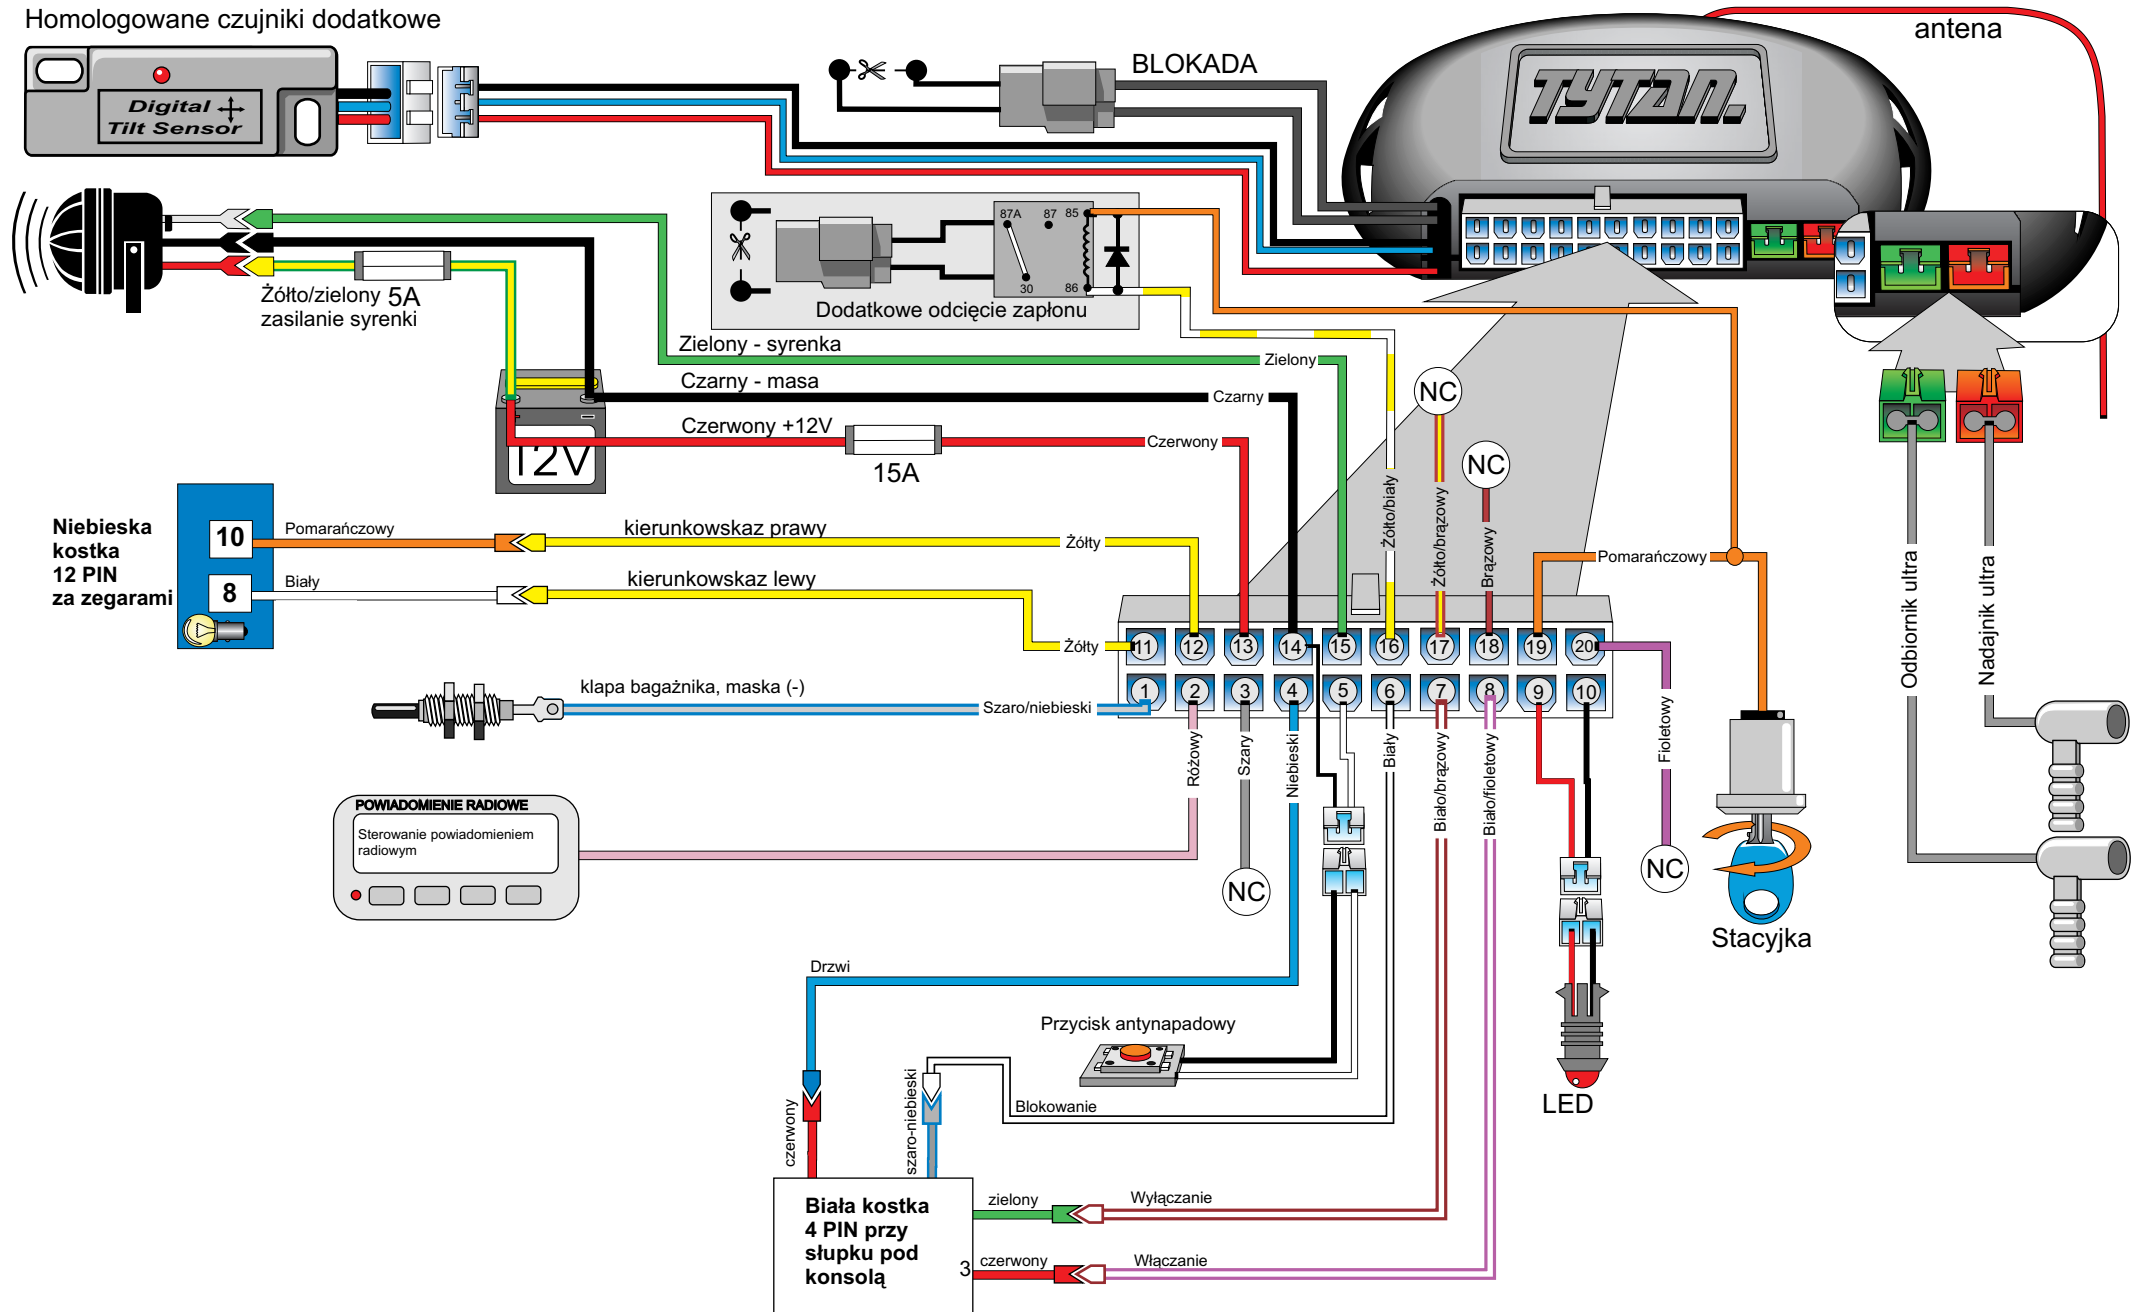 Homologowane czujniki dodatkowe
Digital
Tilt Sensor
BLOKADA
TYTAN.
antena
87A
87
85
30
86
Dodatkowe odcięcie zapłonu
Żółto/zielony 5A
zasilanie syrenki
Zielony - syrenka
Zielony
Czarny - masa
Czarny
Czerwony +12V
Czerwony
15A
12V
NC
NC
Żółto/biały
Żółto/brązowy
Brązowy
Pomarańczowy
Odbiornik ultra
Nadajnik ultra
Niebieska
kostka
12 PIN
za zegarami
10
8
Pomarańczowy
Biały
kierunkowskaz prawy
Żółty
kierunkowskaz lewy
Żółty
11 12 13 14 15 16 17 18 19 20
1 2 3 4 5 6 7 8 9 10
klapa bagażnika, maska (-)
Szaro/niebieski
Różowy
Szary
Niebieski
Biały
Biało/brązowy
Biało/fioletowy
Fioletowy
NC
NC
POWIADOMIENIE RADIOWE
Sterowanie powiadomieniem
radiowym
Stacyjka
Drzwi
Przycisk antynapadowy
LED
czerwony
szaro-niebieski
Blokowanie
Biała kostka
4 PIN przy
słupku pod
konsolą
zielony
Wyłączanie
3
czerwony
Włączanie